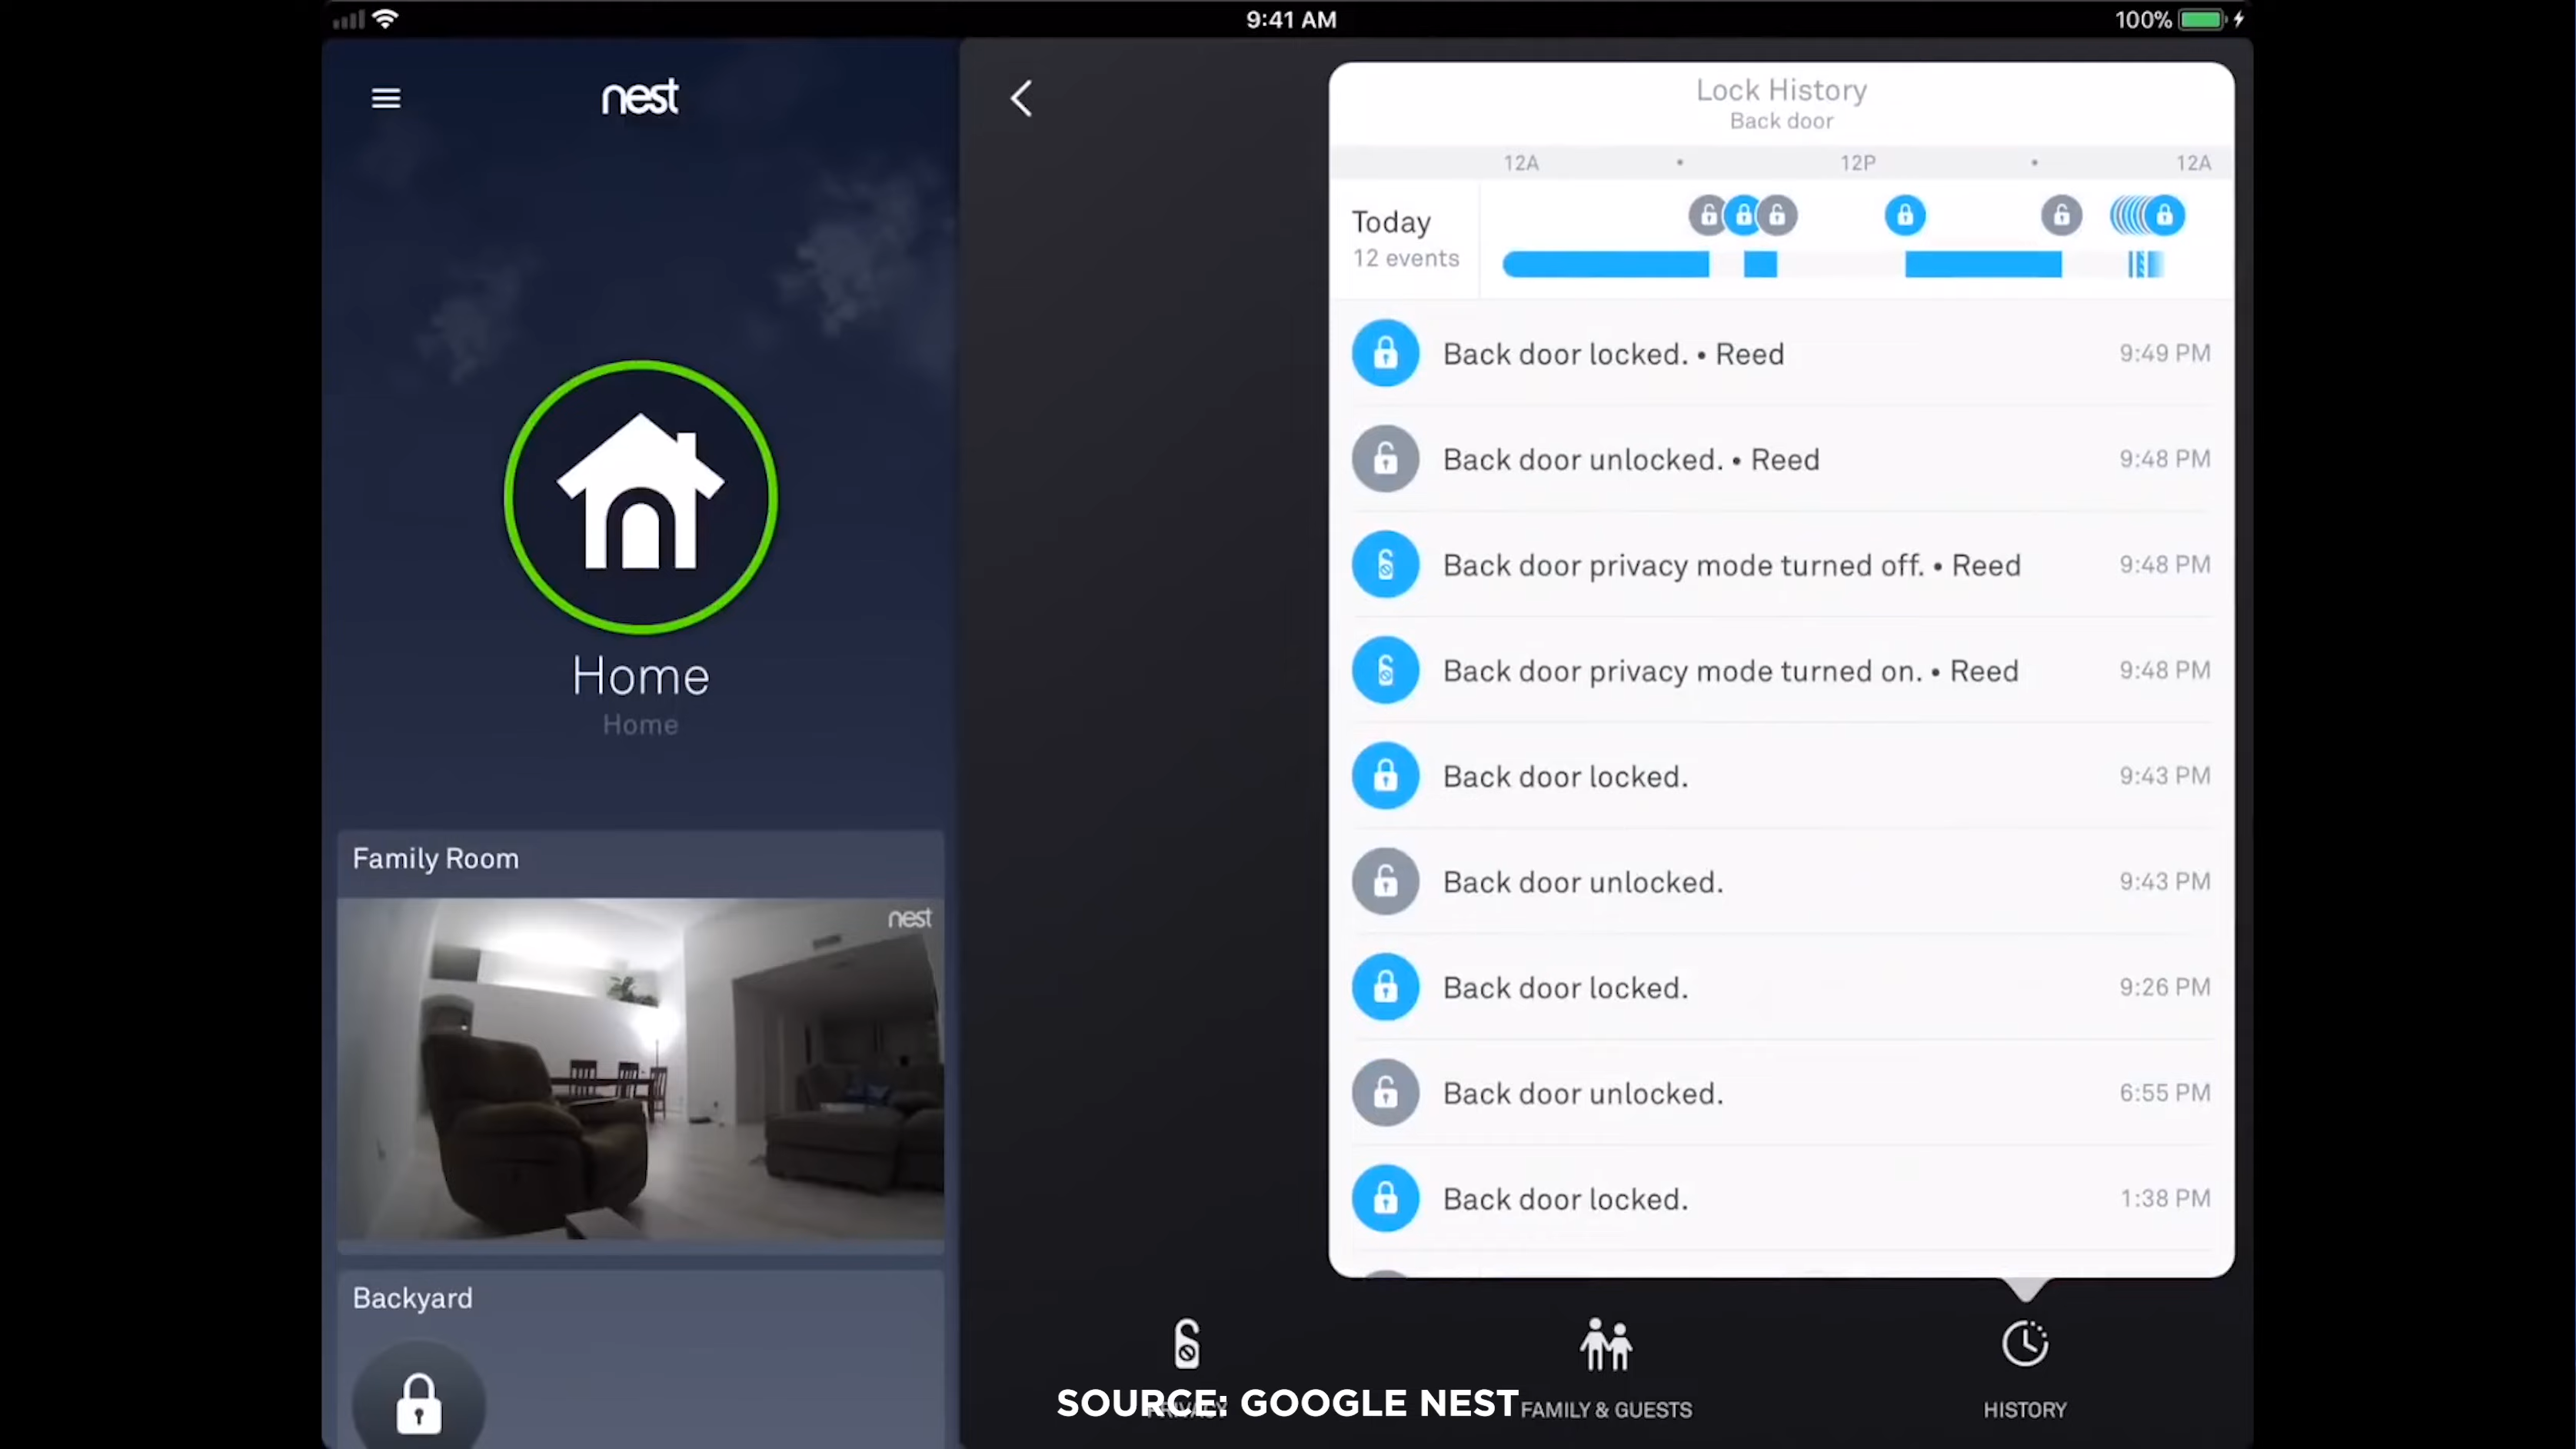 9:41 AM
100%
nest
Home
Home
Family Room
nest
Backyard
Lock History
Back door
12A • 12P • 12A
Today
12 events
Back door locked. • Reed 9:49 PM
Back door unlocked. • Reed 9:48 PM
Back door privacy mode turned off. • Reed 9:48 PM
Back door privacy mode turned on. • Reed 9:48 PM
Back door locked. 9:43 PM
Back door unlocked. 9:43 PM
Back door locked. 9:26 PM
Back door unlocked. 6:55 PM
Back door locked. 1:38 PM
PRIVACY
FAMILY & GUESTS
HISTORY
SOURCE: GOOGLE NEST